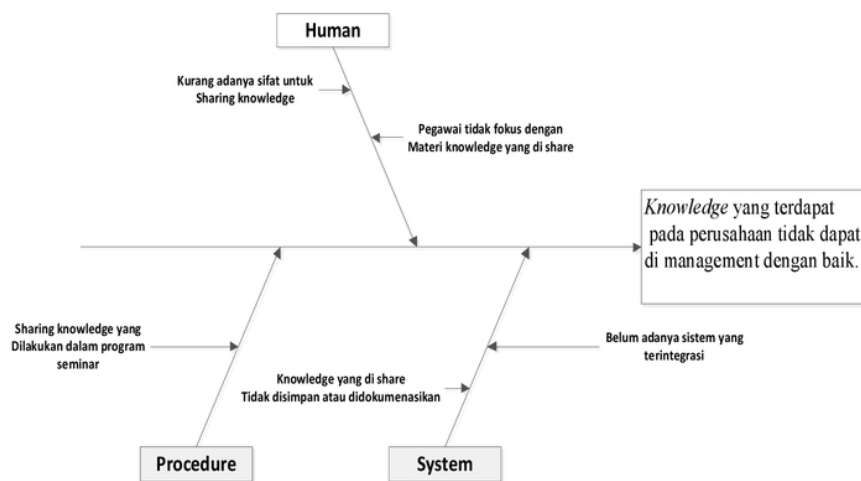 Human
Kurang adanya sifat untuk
Sharing knowledge
Pegawai tidak fokus dengan
Materi knowledge yang di share
Knowledge yang terdapat
pada perusahaan tidak dapat
di management dengan baik.
Sharing knowledge yang
Dilakukan dalam program
seminar
Belum adanya sistem yang
terintegrasi
Knowledge yang di share
Tidak disimpan atau didokumenasikan
Procedure
System